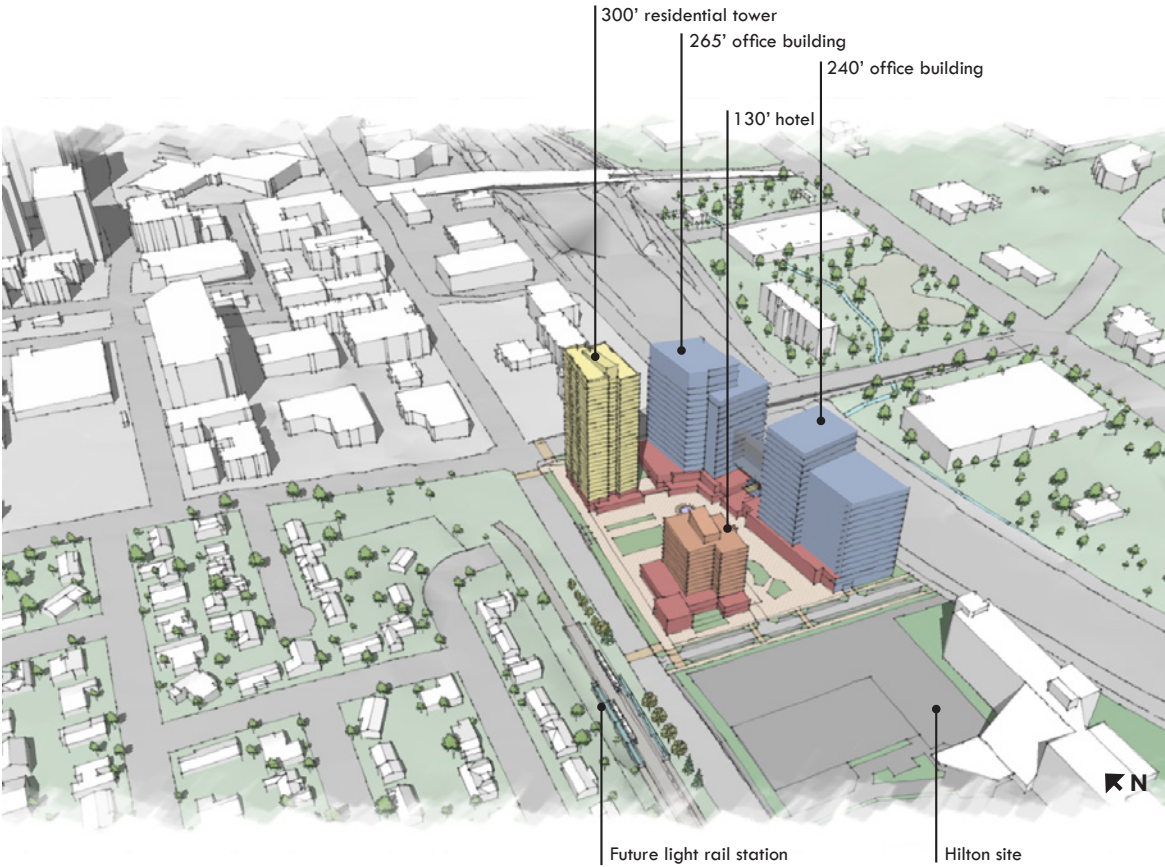 300’ residential tower
265’ office building
240’ office building
130’ hotel
N
Future light rail station
Hilton site